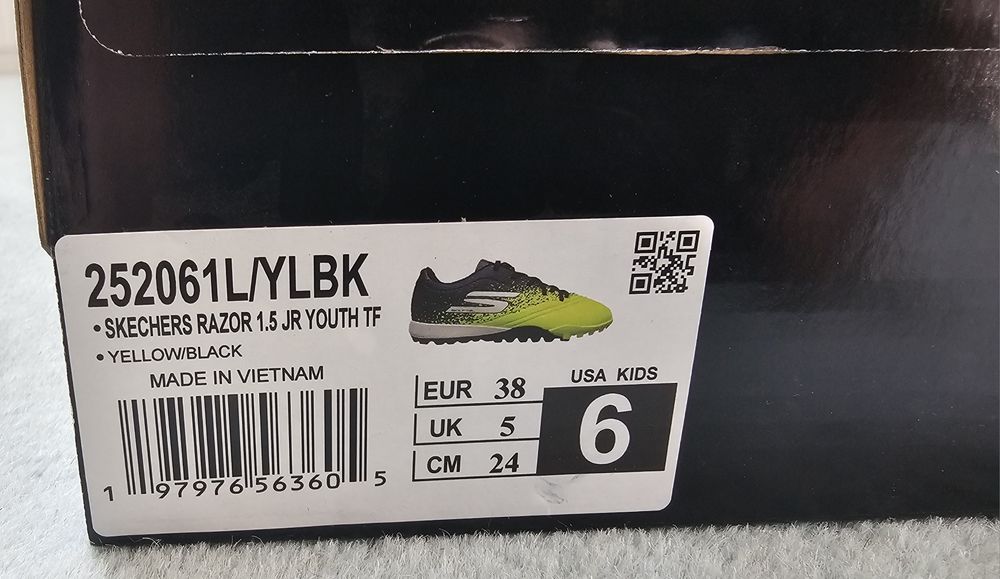 252061L/YLBK
• SKECHERS RAZOR 1.5 JR YOUTH TF
• YELLOW/BLACK
MADE IN VIETNAM
1 97976 56360 5
EUR 38
UK 5
CM 24
USA KIDS
6